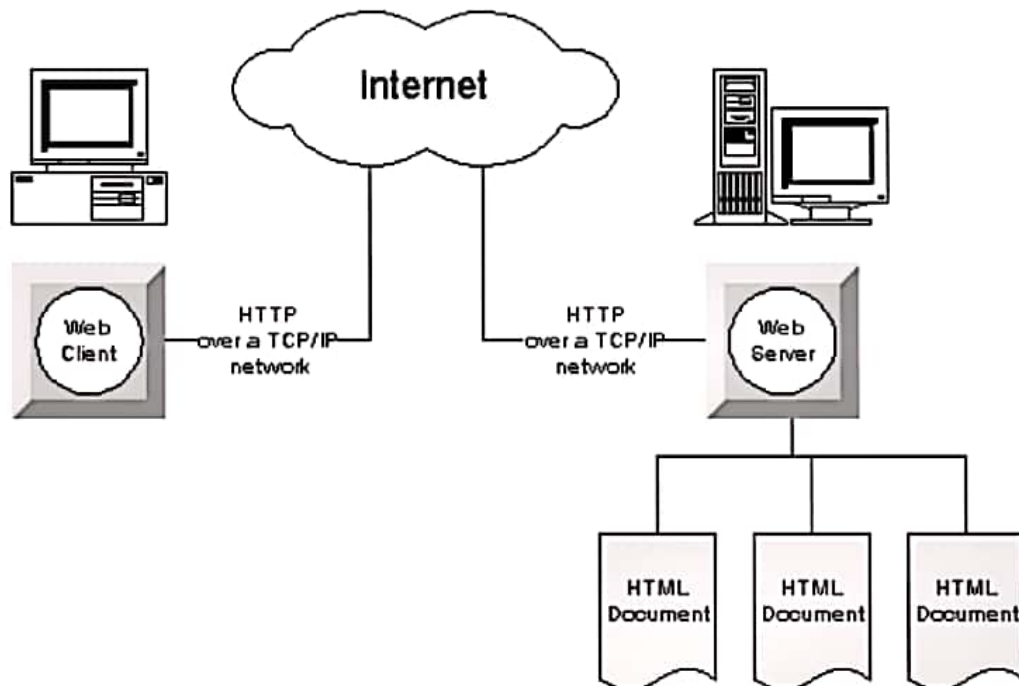 Internet
Web
Client
HTTP
over a TCP/IP
network
HTTP
over a TCP/IP
network
Web
Server
HTML
Document
HTML
Document
HTML
Document